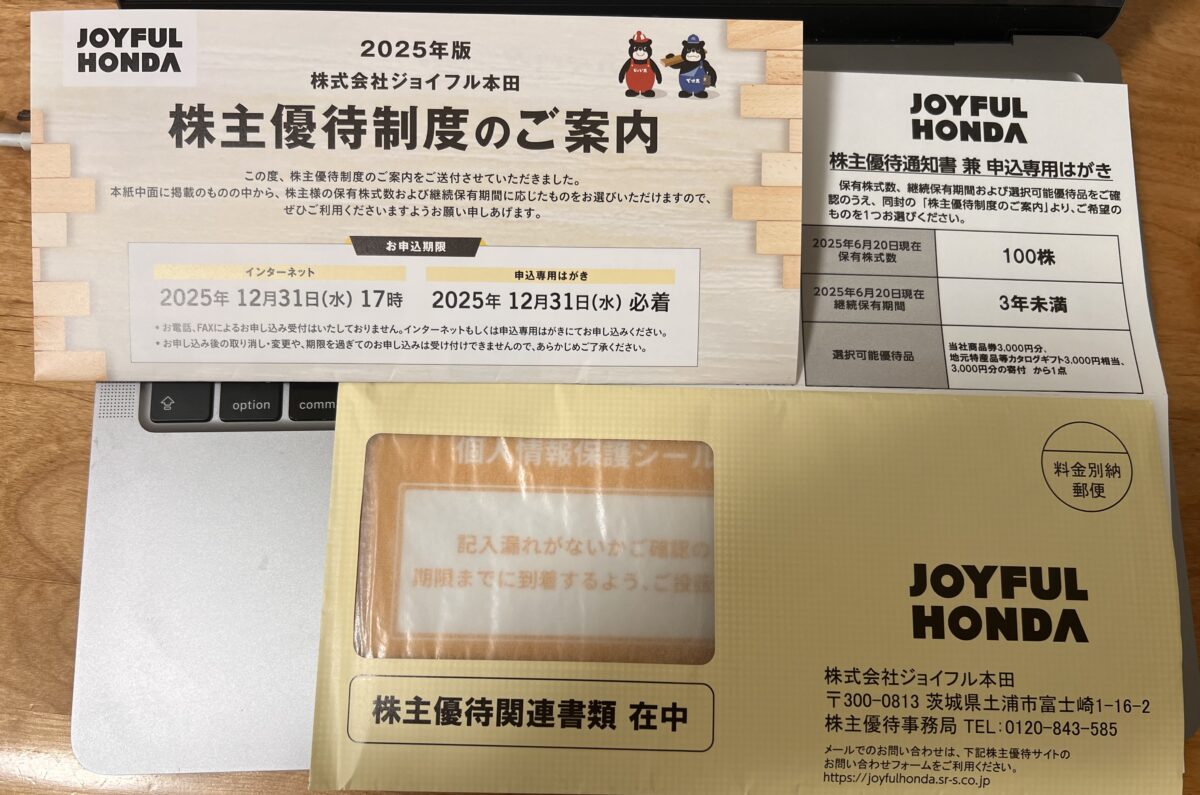 JOYFUL
HONDA
2025年版
株式会社ジョイフル本田
株主優待制度のご案内
この度、株主優待制度のご案内をご送付させていただきました。
本紙中面に掲載のものの中から、株主様の保有株式数および継続保有期間に応じたものをお選びいただけますので、
ぜひご利用くださいますようお願い申しあげます。
お申込期限
インターネット
2025年 12月31日(水) 17時
申込専用はがき
2025年 12月31日(水) 必着
* お電話、FAXによるお申し込み受付はいたしておりません。インターネットもしくは申込専用はがきにてお申し込みください。
* お申し込み後の取り消し・変更や、期限を過ぎてのお申し込みは受け付けできませんので、あらかじめご了承ください。
JOYFUL
HONDA
株主優待通知書 兼 申込専用はがき
保有株式数、継続保有期間および選択可能優待品をご確
認のうえ、同封の「株主優待制度のご案内」より、ご希望の
ものを1つお選びください。
2025年6月20日現在
保有株式数
100株
2025年6月20日現在
継続保有期間
3年未満
選択可能優待品
当社商品券3,000円分、
地元特産品等カタログギフト3,000円相当、
3,000円分の寄付 から1点
option
comm
個人情報保護シール
記入漏れがないかご確認の
期限までに到着するよう、ご投函
株主優待関連書類 在中
料金別納
郵便
JOYFUL
HONDA
株式会社ジョイフル本田
〒300-0813 茨城県土浦市富士崎1-16-2
株主優待事務局 TEL:0120-843-585
メールでのお問い合わせは、下記株主優待サイトの
お問い合わせフォームをご利用ください。
https://joyfulhonda.sr-s.co.jp